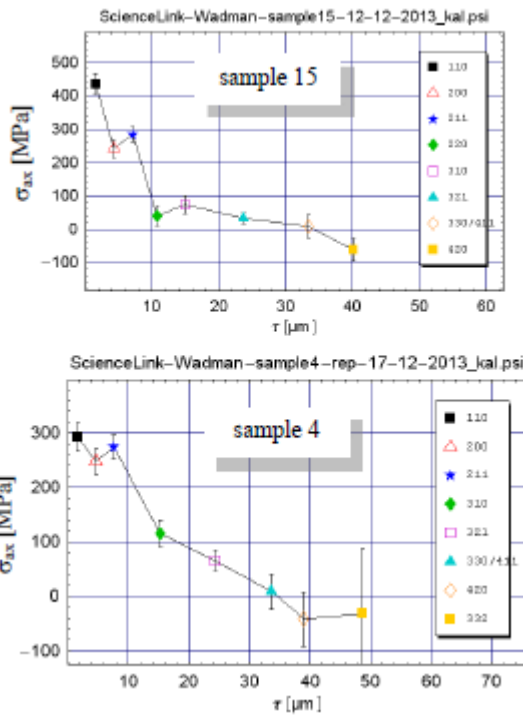 ScienceLink-Wadman-sample15-12-12-2013_kal.psi
500
400
300
200
100
0
-100
σax [MPa]
sample 15
110
200
211
220
310
321
330/411
420
10 20 30 40 50 60
τ [μm]
ScienceLink-Wadman-sample4-rep-17-12-2013_kal.psi
300
200
100
0
-100
σax [MPa]
sample 4
110
200
211
310
321
330/411
420
332
10 20 30 40 50 60 70
τ [μm]